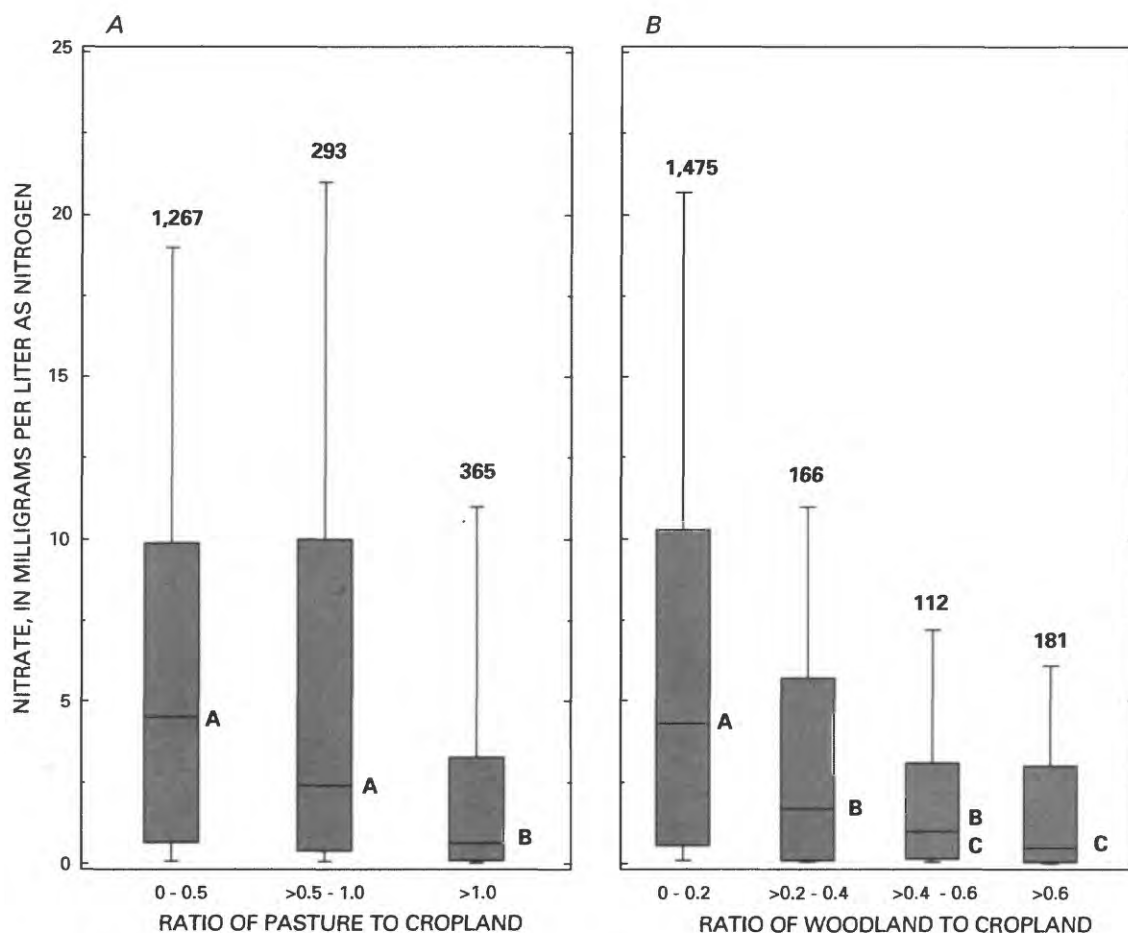 A
B
NITRATE, IN MILLIGRAMS PER LITER AS NITROGEN
25
20
15
10
5
0
1,267
293
365
A
A
B
0 - 0.5
>0.5 - 1.0
>1.0
RATIO OF PASTURE TO CROPLAND
1,475
166
112
181
A
B
B
C
C
0 - 0.2
>0.2 - 0.4
>0.4 - 0.6
>0.6
RATIO OF WOODLAND TO CROPLAND